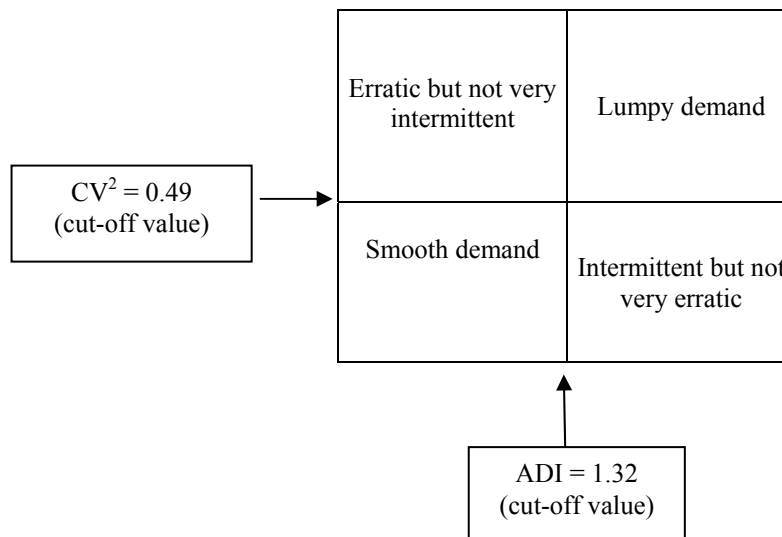 Erratic but not very
intermittent
Lumpy demand
CV² = 0.49
(cut-off value)
Smooth demand
Intermittent but not
very erratic
ADI = 1.32
(cut-off value)